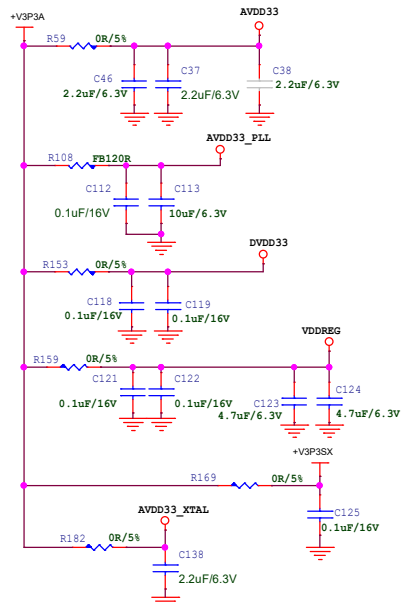 +V3P3A
AVDD33
R59 0R/5%
C46 C37 C38
2.2uF/6.3V 2.2uF/6.3V 2.2uF/6.3V
AVDD33_PLL
R108 FB120R
C112 C113
0.1uF/16V 10uF/6.3V
DVDD33
R153 0R/5%
C118 C119
0.1uF/16V 0.1uF/16V
VDDREG
R159 0R/5%
C121 C122 C123 C124
0.1uF/16V 0.1uF/16V 4.7uF/6.3V 4.7uF/6.3V
+V3P3SX
R169 0R/5%
C125
0.1uF/16V
AVDD33_XTAL
R182 0R/5%
C138
2.2uF/6.3V